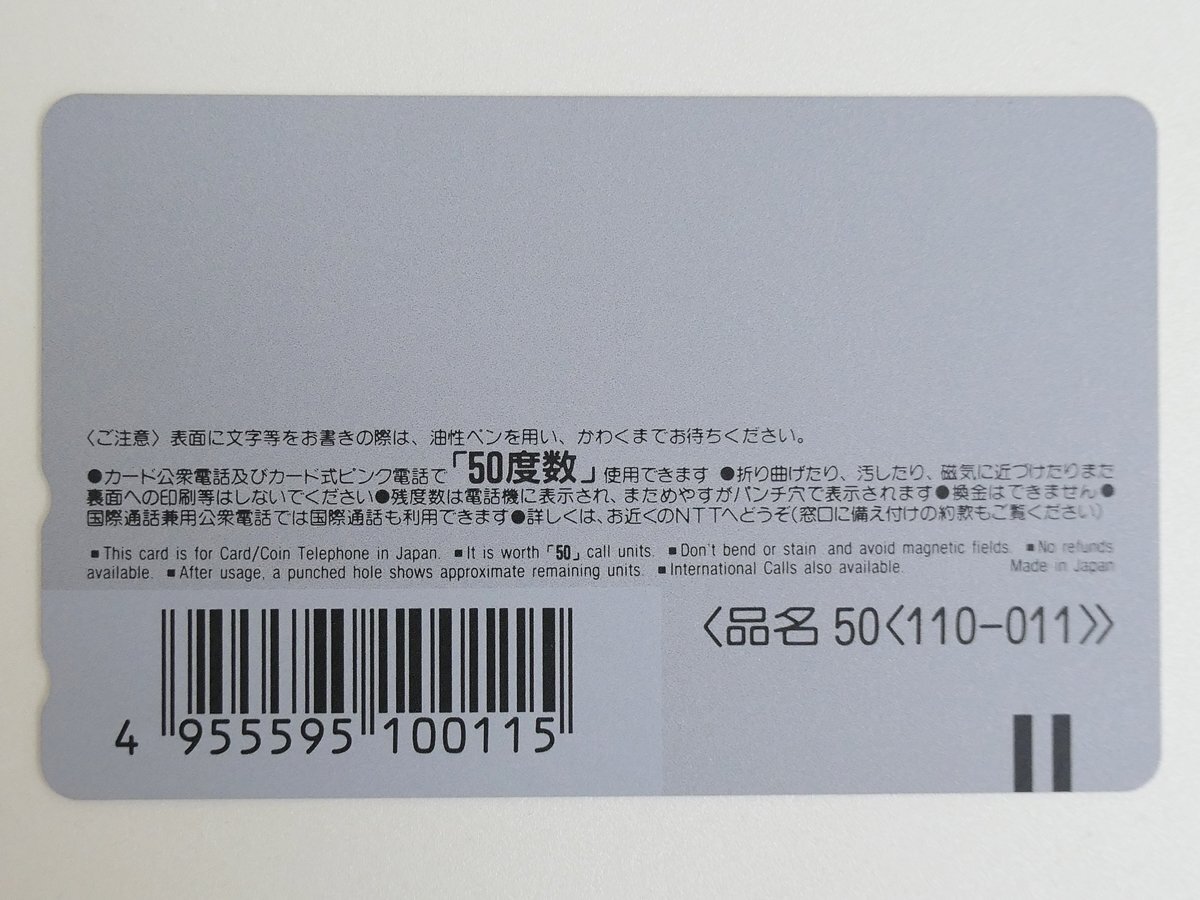 〈ご注意〉表面に文字等をお書きの際は、油性ペンを用い、かわくまでお待ちください。
●カード公衆電話及びカード式ピンク電話で「50度数」使用できます ●折り曲げたり、汚したり、磁気に近づけたりまた
裏面への印刷等はしないでください●残度数は電話機に表示され、まためやすがパンチ穴で表示されます●換金はできません●
国際通話兼用公衆電話では国際通話も利用できます●詳しくは、お近くのNTTへどうぞ(窓口に備え付けの約款もご覧ください)
■This card is for Card/Coin Telephone in Japan. ■It is worth「50」call units. ■Don't bend or stain and avoid magnetic fields. ■No refunds
available. ■After usage, a punched hole shows approximate remaining units. ■International Calls also available. Made in Japan
〈品名 50〈110-011〉〉
4 955595 100115